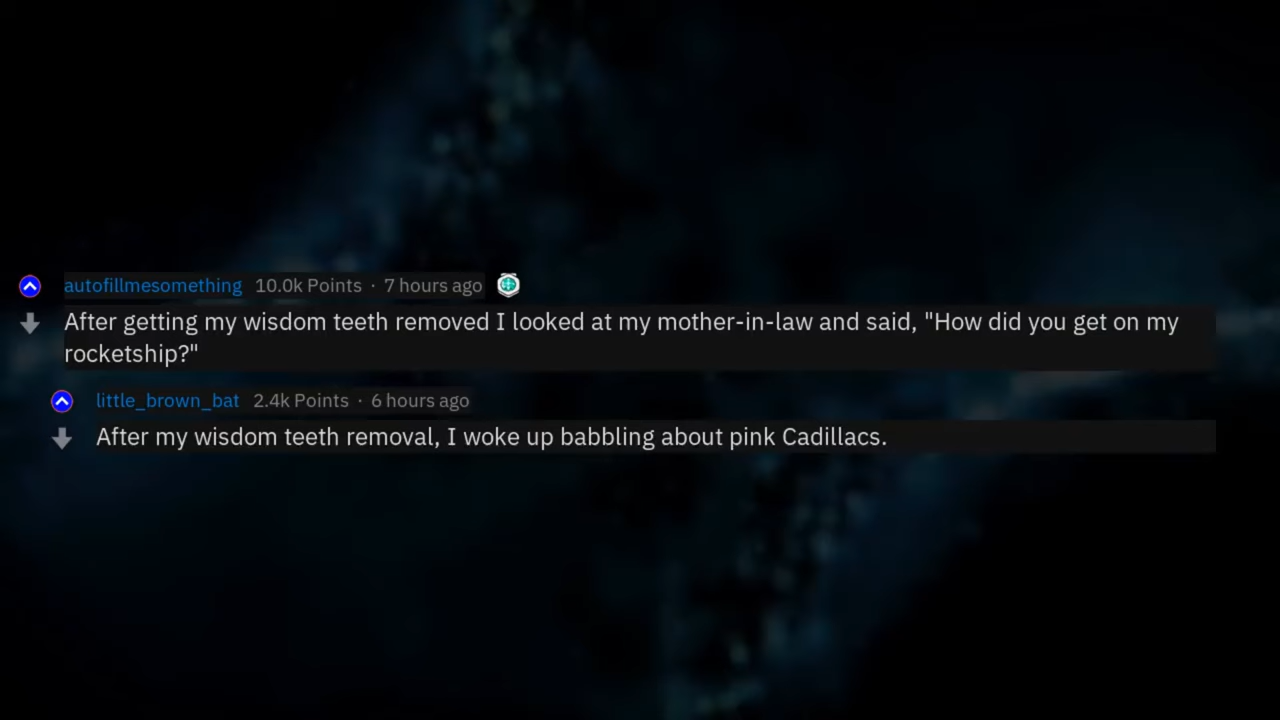 autofillmesomething 10.0k Points · 7 hours ago
After getting my wisdom teeth removed I looked at my mother-in-law and said, "How did you get on my
rocketship?"
little_brown_bat 2.4k Points · 6 hours ago
After my wisdom teeth removal, I woke up babbling about pink Cadillacs.